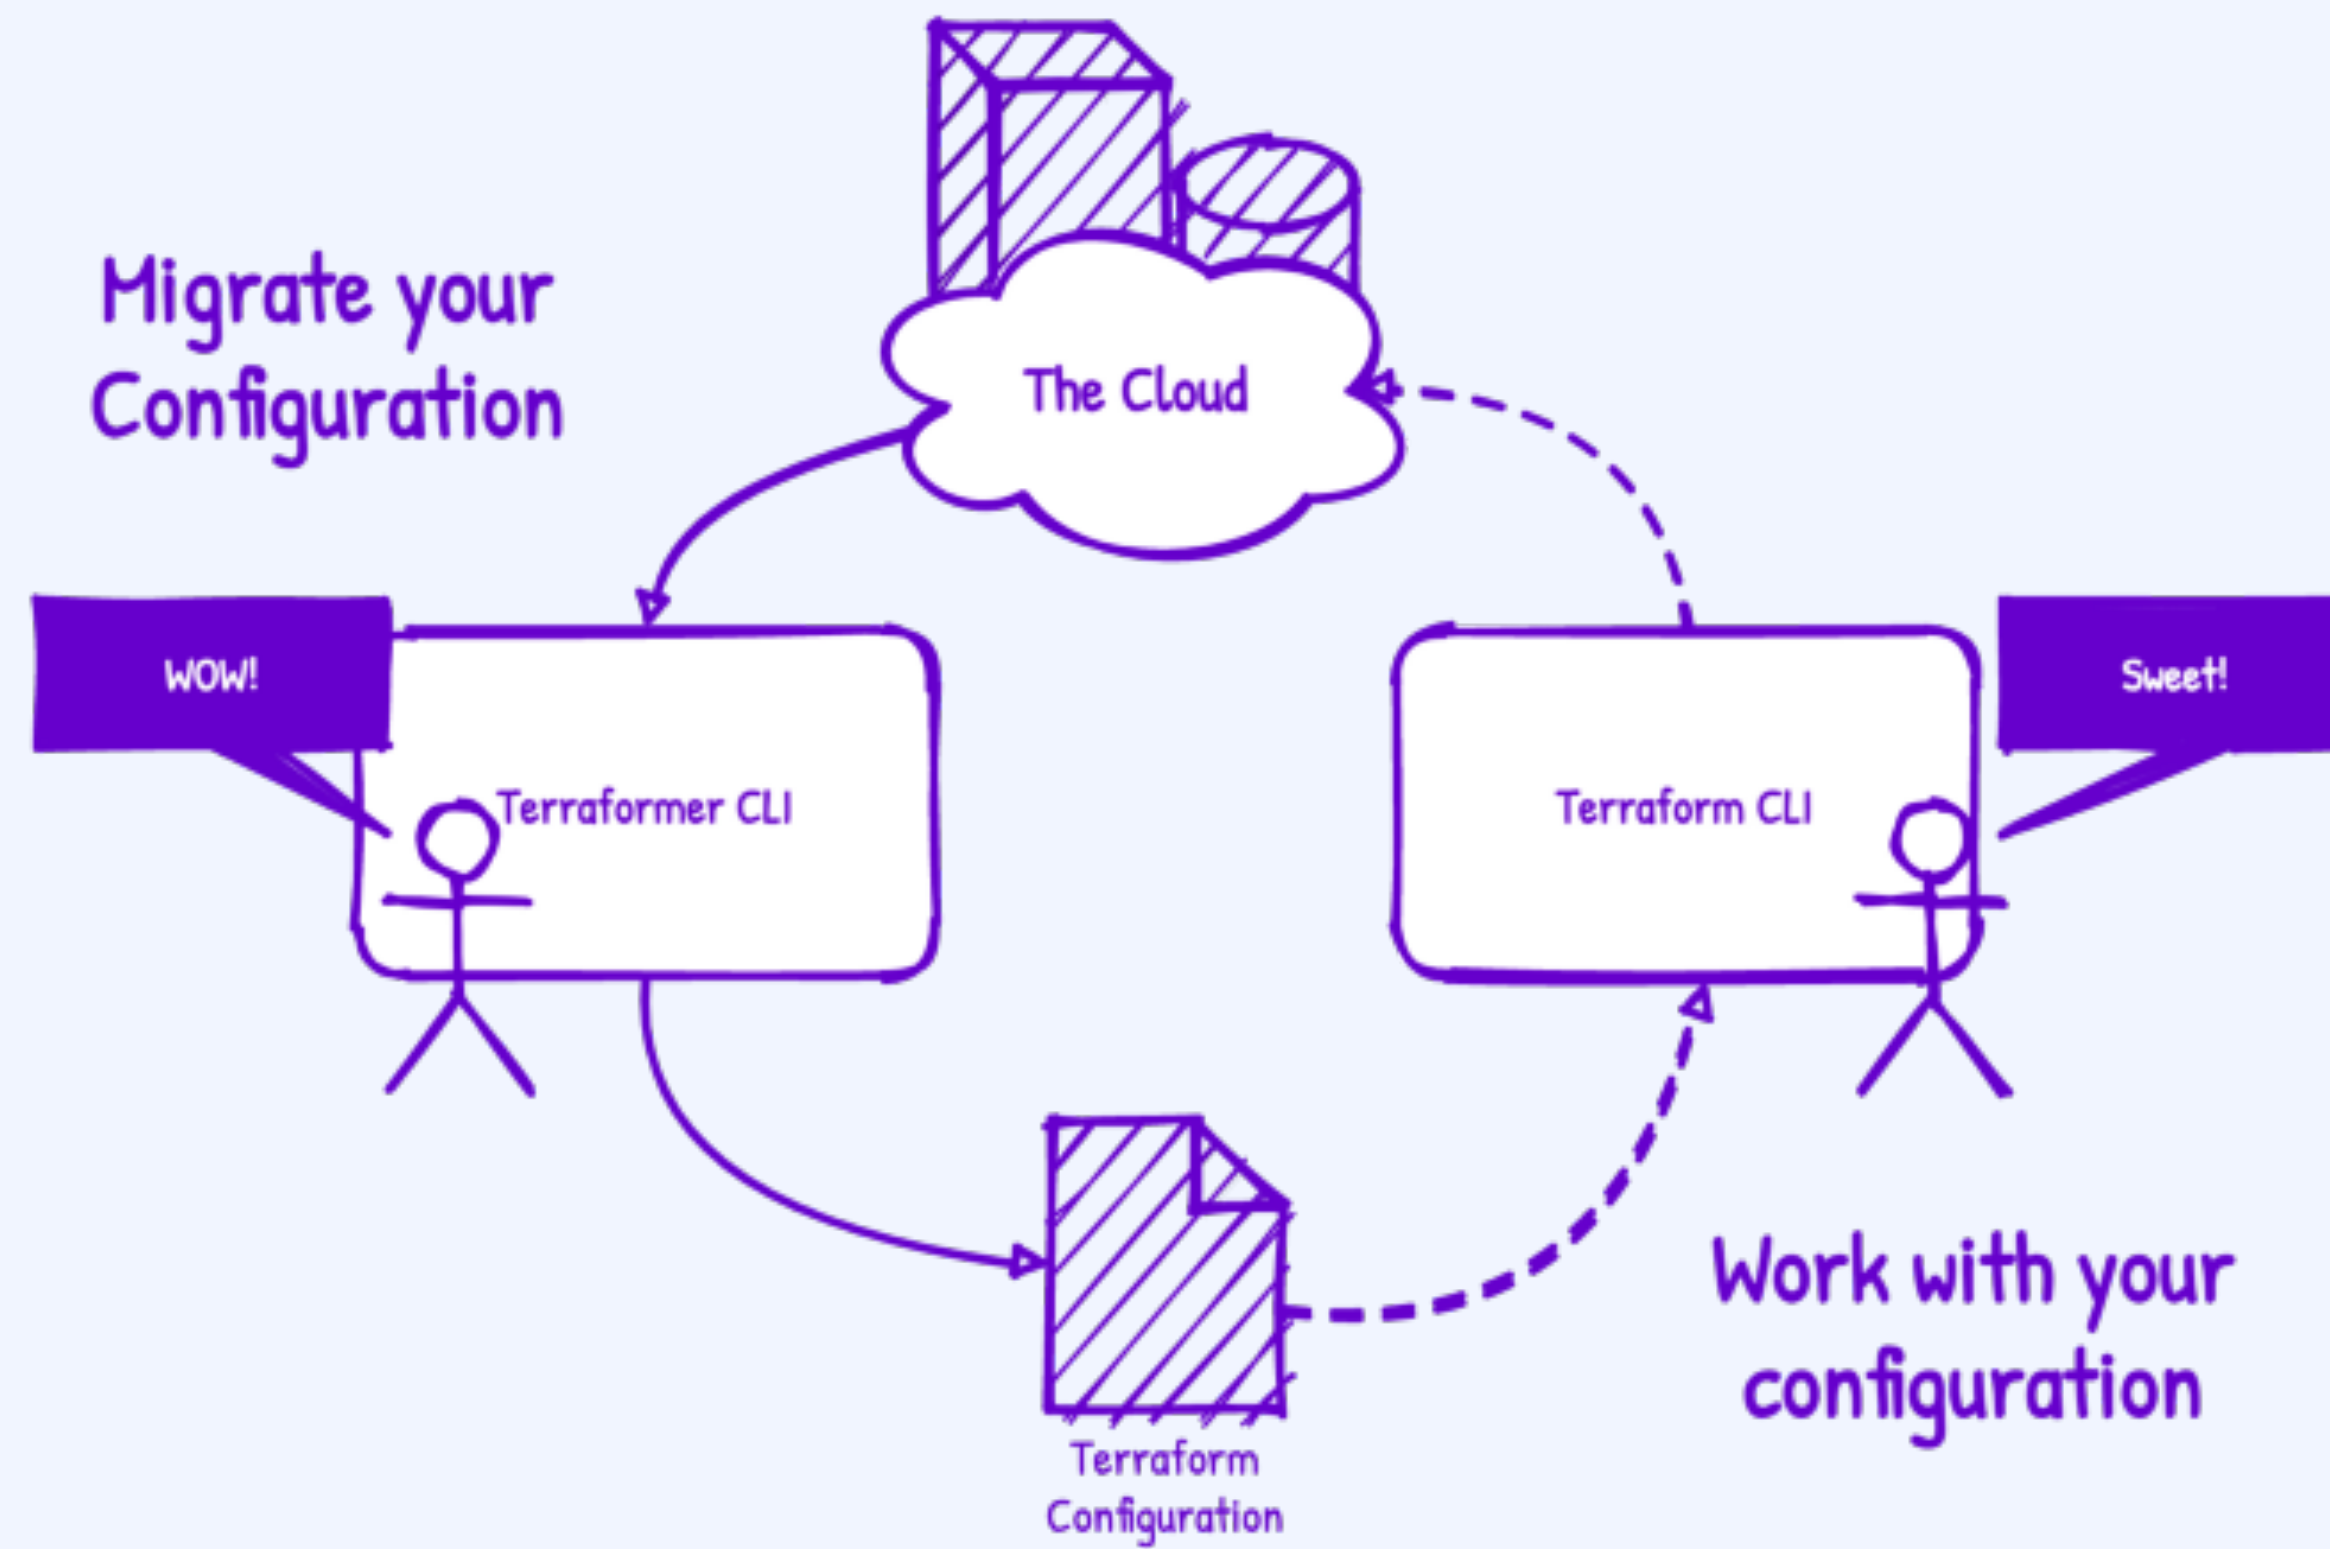 Migrate your
Configuration
The Cloud
WOW!
Sweet!
Terraformer CLI
Terraform CLI
Work with your
configuration
Terraform
Configuration